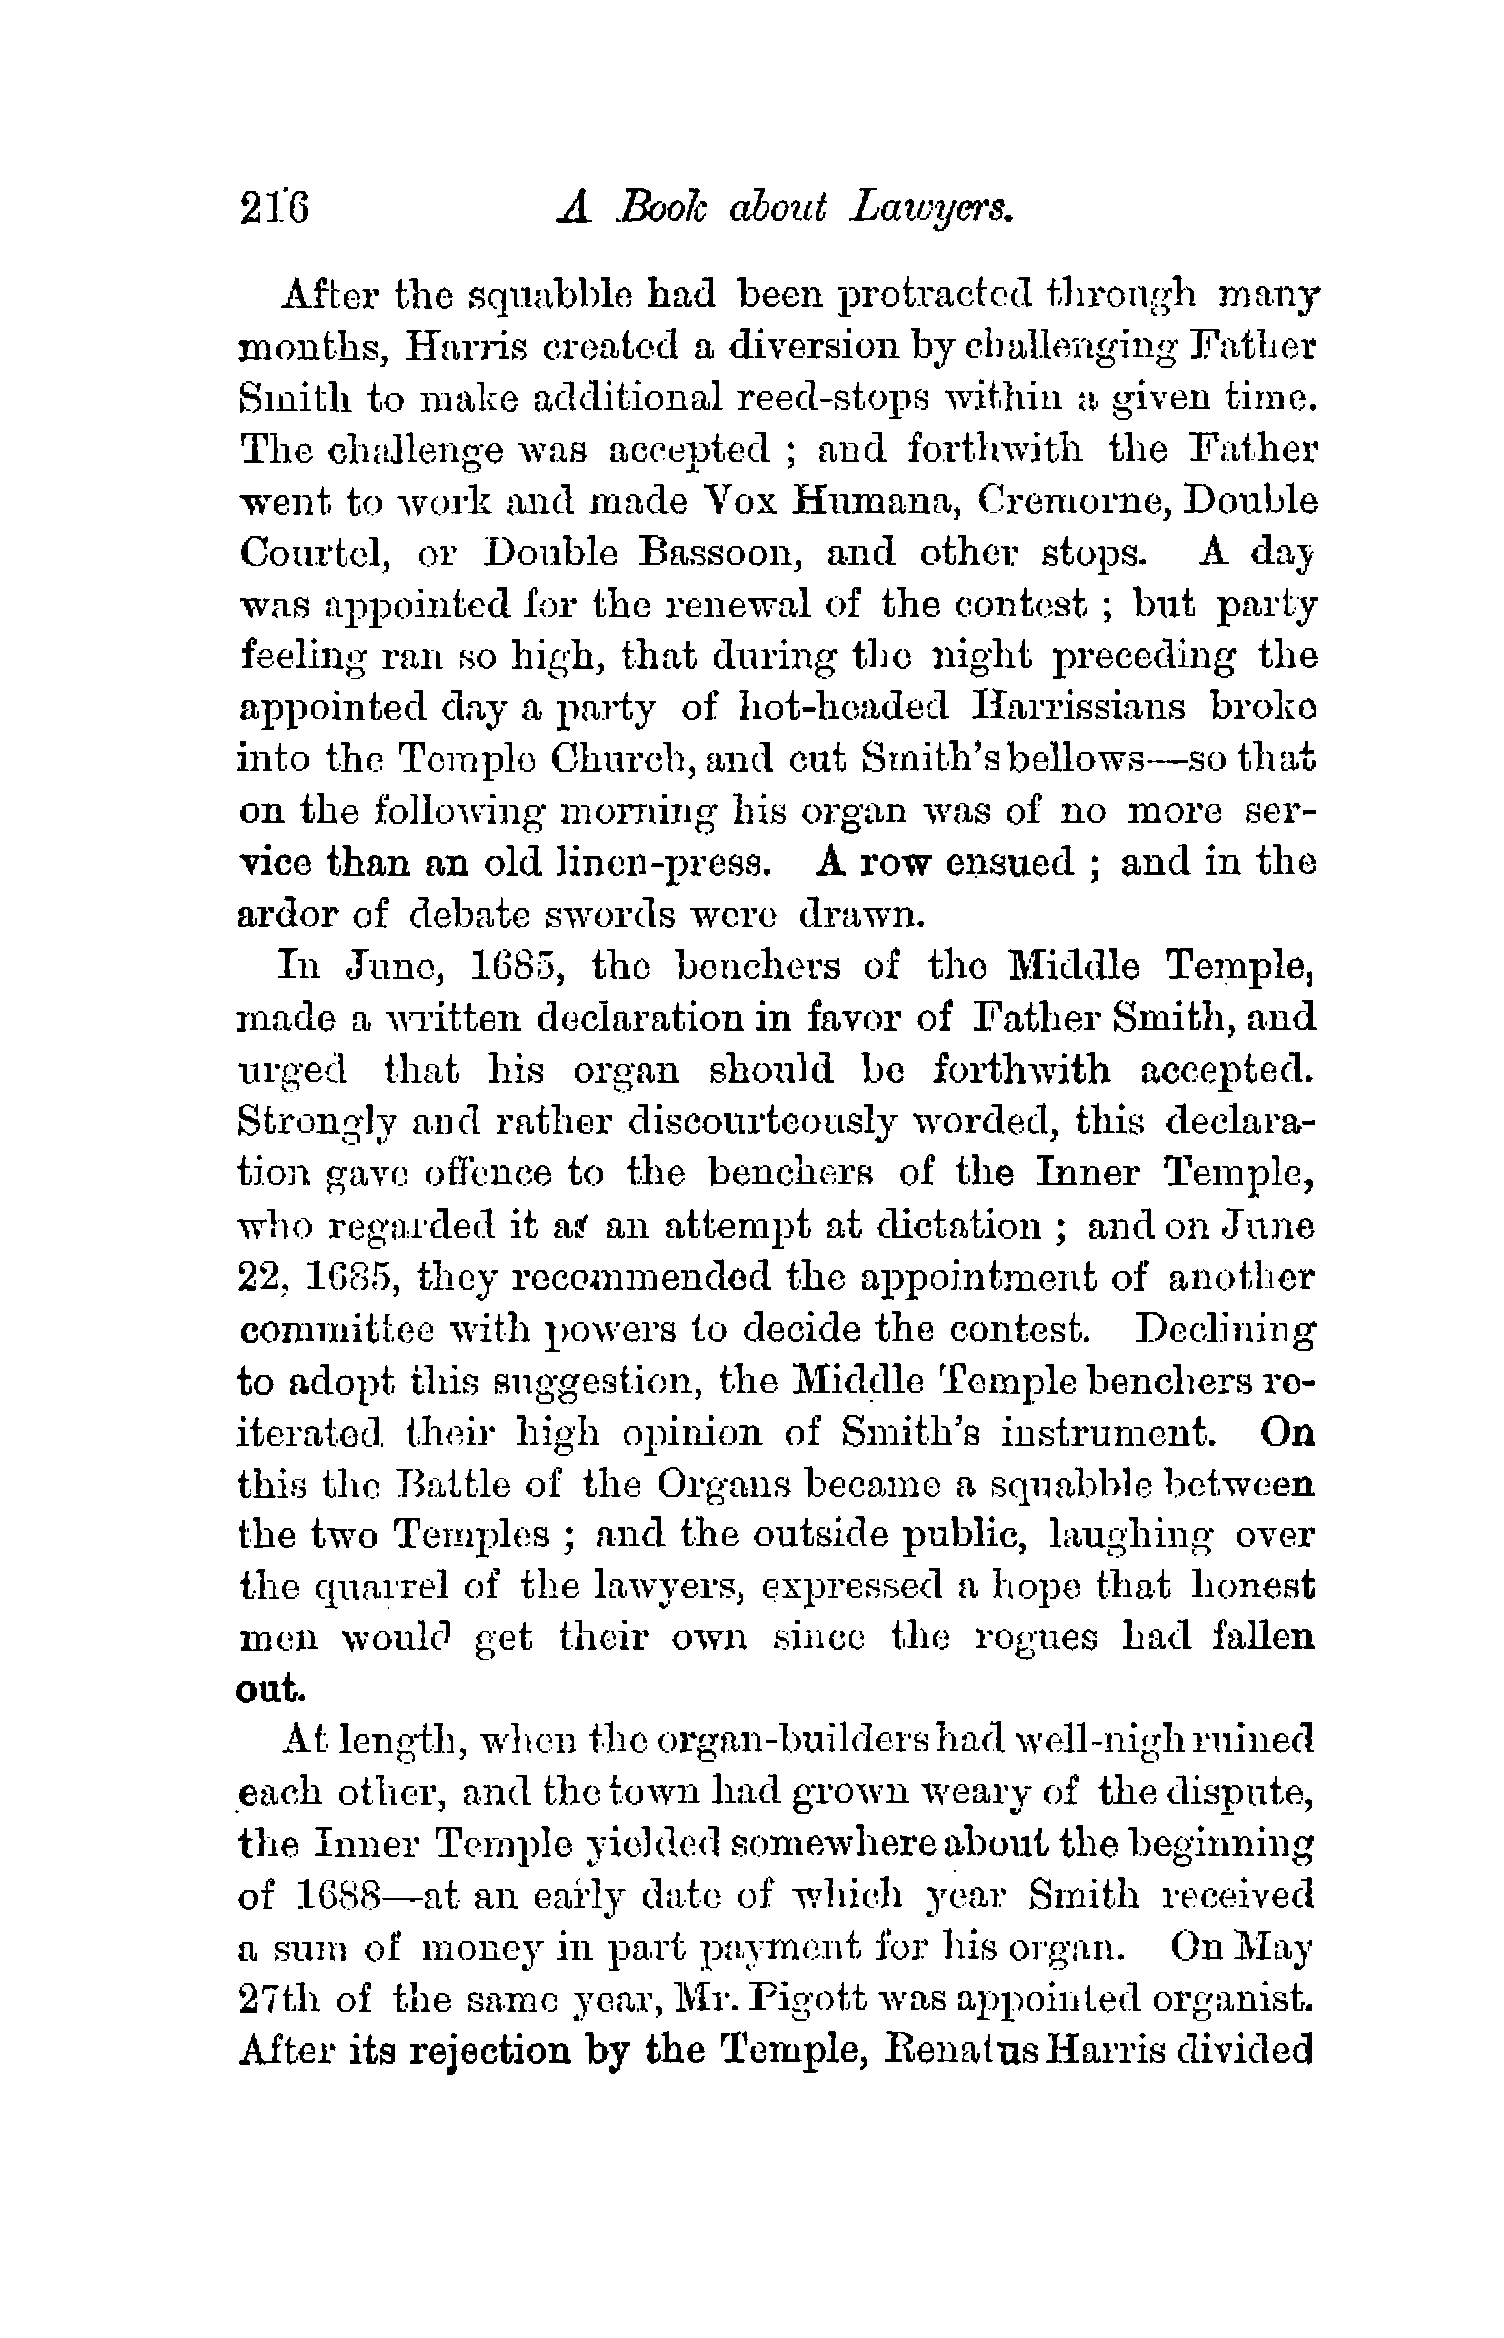 216 A Book about Lawyers.
After the squabble had been protracted through many
months, Harris created a diversion by challenging Father
Smith to make additional reed-stops within a given time.
The challenge was accepted ; and forthwith the Father
went to work and made Vox Humana, Cremorne, Double
Courtel, or Double Bassoon, and other stops. A day
was appointed for the renewal of the contest ; but party
feeling ran so high, that during the night preceding the
appointed day a party of hot-headed Harrissians broke
into the Temple Church, and cut Smith's bellows—so that
on the following morning his organ was of no more ser-
vice than an old linen-press. A row ensued ; and in the
ardor of debate swords were drawn.
In June, 1685, the benchers of the Middle Temple,
made a written declaration in favor of Father Smith, and
urged that his organ should be forthwith accepted.
Strongly and rather discourteously worded, this declara-
tion gave offence to the benchers of the Inner Temple,
who regarded it as an attempt at dictation ; and on June
22, 1685, they recommended the appointment of another
committee with powers to decide the contest. Declining
to adopt this suggestion, the Middle Temple benchers re-
iterated their high opinion of Smith's instrument. On
this the Battle of the Organs became a squabble between
the two Temples ; and the outside public, laughing over
the quarrel of the lawyers, expressed a hope that honest
men would get their own since the rogues had fallen
out.
At length, when the organ-builders had well-nigh ruined
each other, and the town had grown weary of the dispute,
the Inner Temple yielded somewhere about the beginning
of 1688—at an early date of which year Smith received
a sum of money in part payment for his organ. On May
27th of the same year, Mr. Pigott was appointed organist.
After its rejection by the Temple, Renatus Harris divided